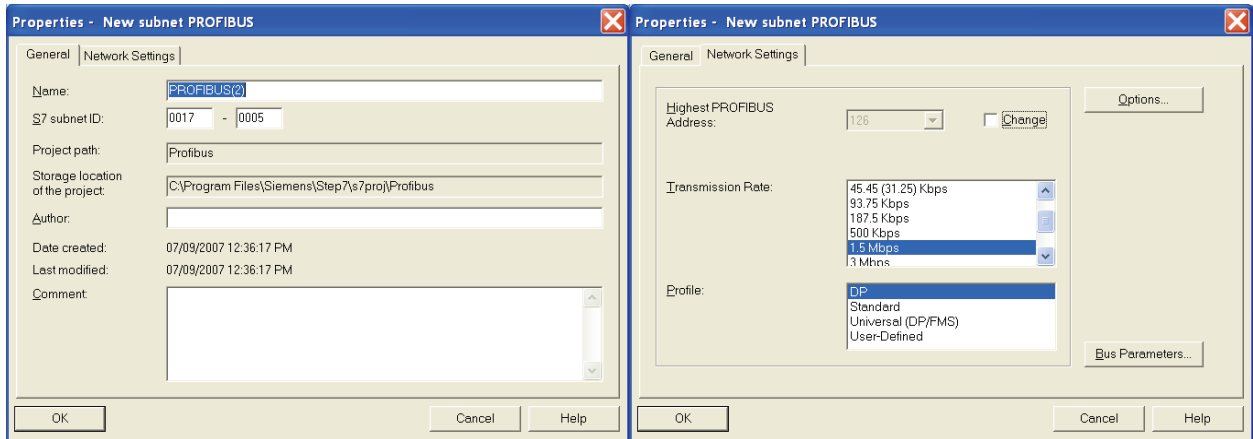 Properties - New subnet PROFIBUS
General
Network Settings
Name:
PROFIBUS(2)
S7 subnet ID:
0017 - 0005
Project path:
Profibus
Storage location
of the project:
C:\Program Files\Siemens\Step7\s7proj\Profibus
Author:
Date created:
07/09/2007 12:36:17 PM
Last modified:
07/09/2007 12:36:17 PM
Comment:
OK
Cancel
Help
Properties - New subnet PROFIBUS
General
Network Settings
Highest PROFIBUS
Address:
126
Change
Options...
Transmission Rate:
45.45 (31.25) Kbps
93.75 Kbps
187.5 Kbps
500 Kbps
1.5 Mbps
3 Mbps
Profile:
DP
Standard
Universal (DP/FMS)
User-Defined
Bus Parameters...
OK
Cancel
Help